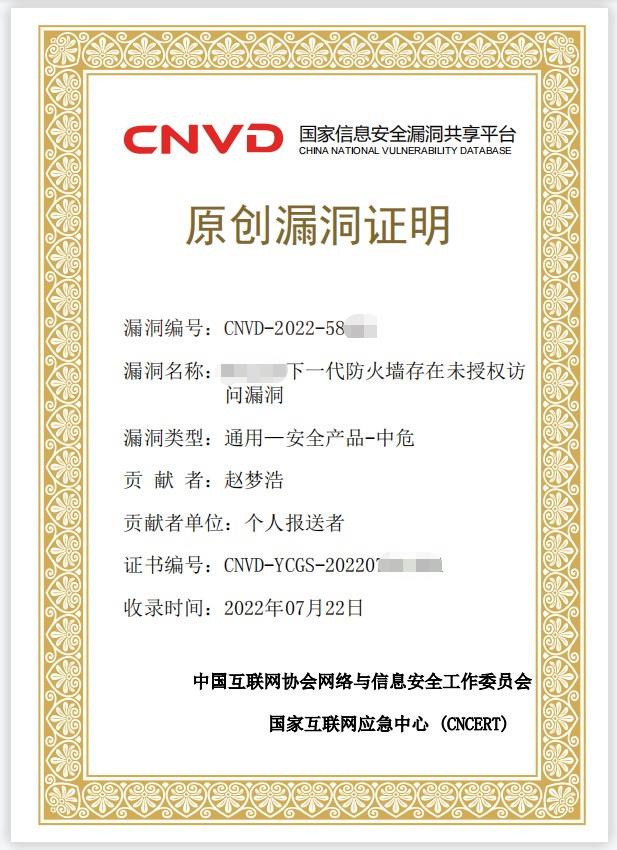 CNVD 国家信息安全漏洞共享平台
CHINA NATIONAL VULNERABILITY DATABASE
原创漏洞证明
漏洞编号：CNVD-2022-58
漏洞名称：下一代防火墙存在未授权访
问漏洞
漏洞类型：通用—安全产品-中危
贡 献 者：赵梦浩
贡献者单位：个人报送者
证书编号：CNVD-YCGS-20220
收录时间：2022年07月22日
中国互联网协会网络与信息安全工作委员会
国家互联网应急中心 (CNCERT)